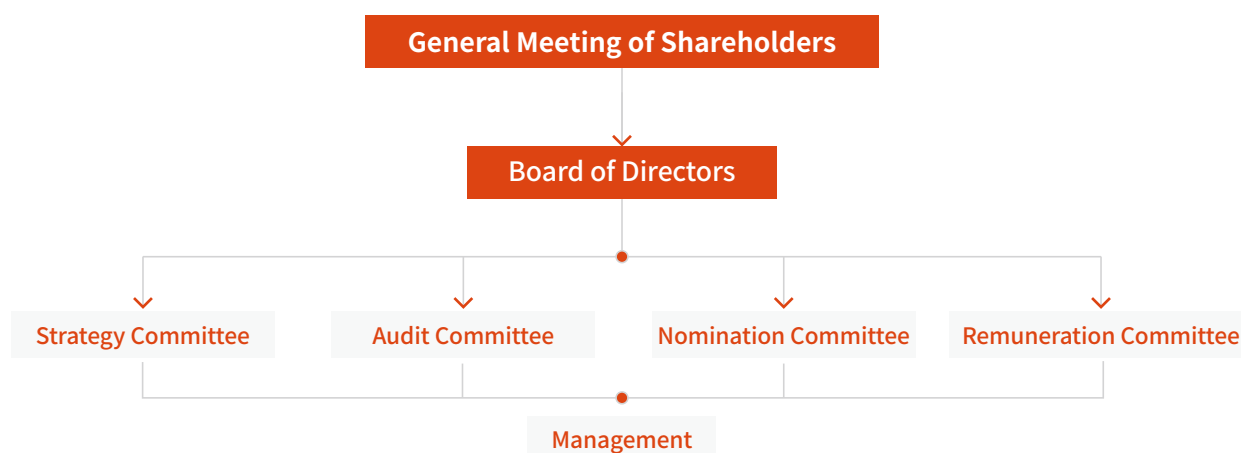 General Meeting of Shareholders
Board of Directors
Strategy Committee
Audit Committee
Nomination Committee
Remuneration Committee
Management